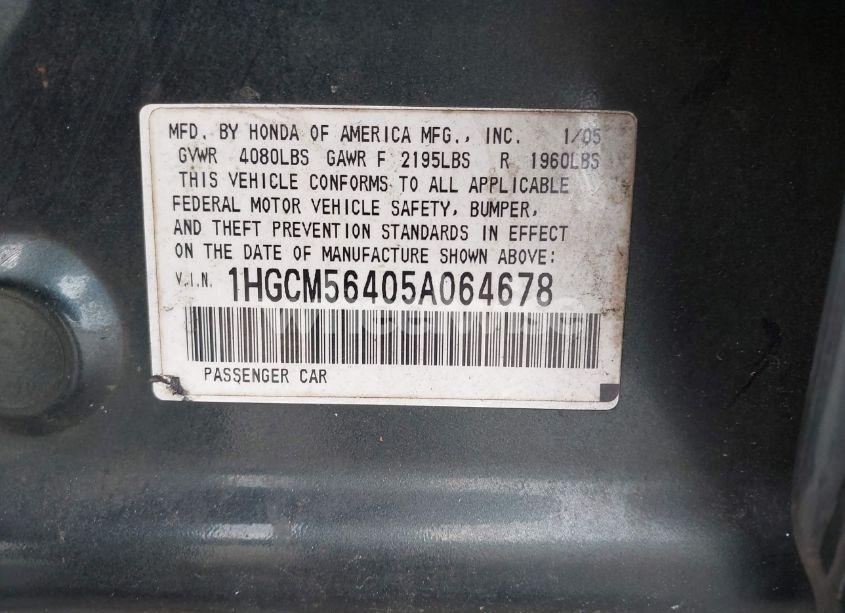 MFD. BY HONDA OF AMERICA MFG., INC. 1/05
GVWR 4080LBS GAWR F 2195LBS R 1960LBS
THIS VEHICLE CONFORMS TO ALL APPLICABLE
FEDERAL MOTOR VEHICLE SAFETY, BUMPER,
AND THEFT PREVENTION STANDARDS IN EFFECT
ON THE DATE OF MANUFACTURE SHOWN ABOVE:
V.I.N. 1HGCM56405A064678
PASSENGER CAR